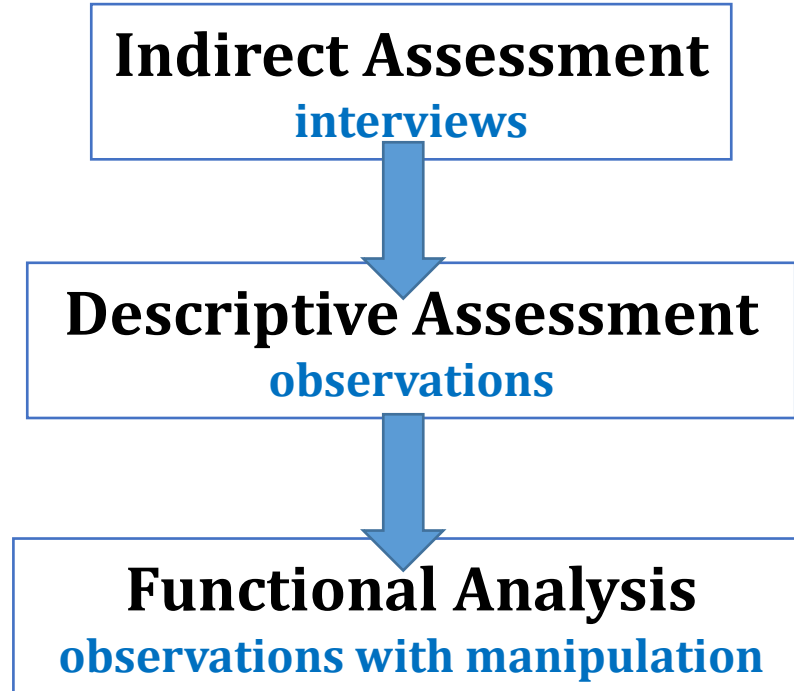 Indirect Assessment
interviews
Descriptive Assessment
observations
Functional Analysis
observations with manipulation